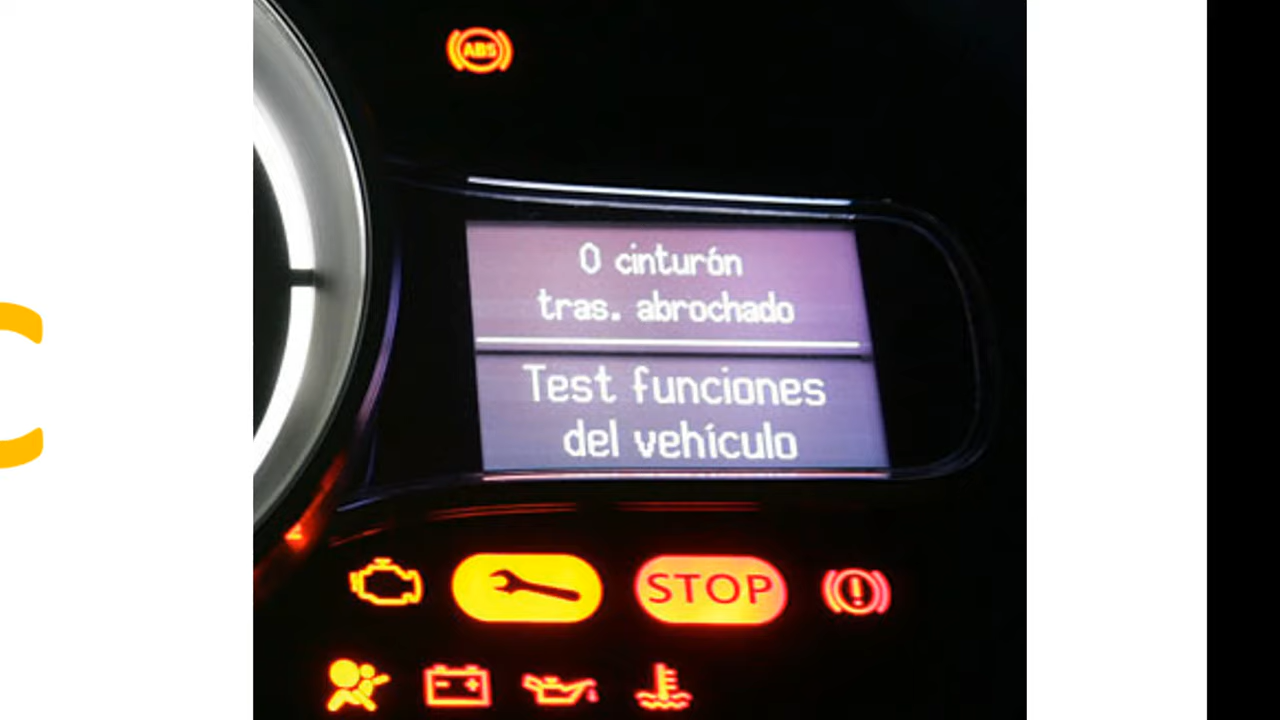 ABS
0 cinturón
tras. abrochado
Test funciones
del vehículo
STOP